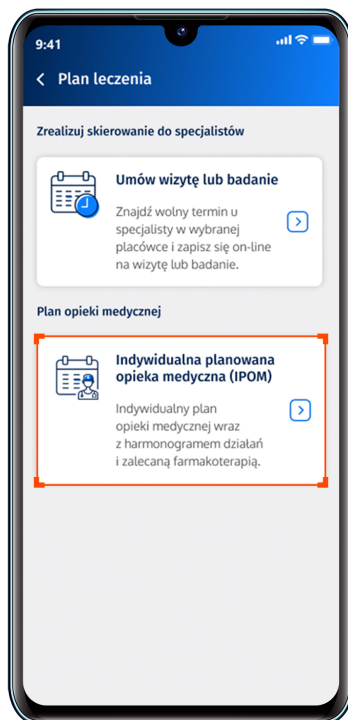 9:41
Plan leczenia
Zrealizuj skierowanie do specjalistów
Umów wizytę lub badanie
Znajdź wolny termin u
specjalisty w wybranej
placówce i zapisz się on-line
na wizytę lub badanie.
Plan opieki medycznej
Indywidualna planowana
opieka medyczna (IPOM)
Indywidualny plan
opieki medycznej wraz
z harmonogramem działań
i zalecaną farmakoterapią.